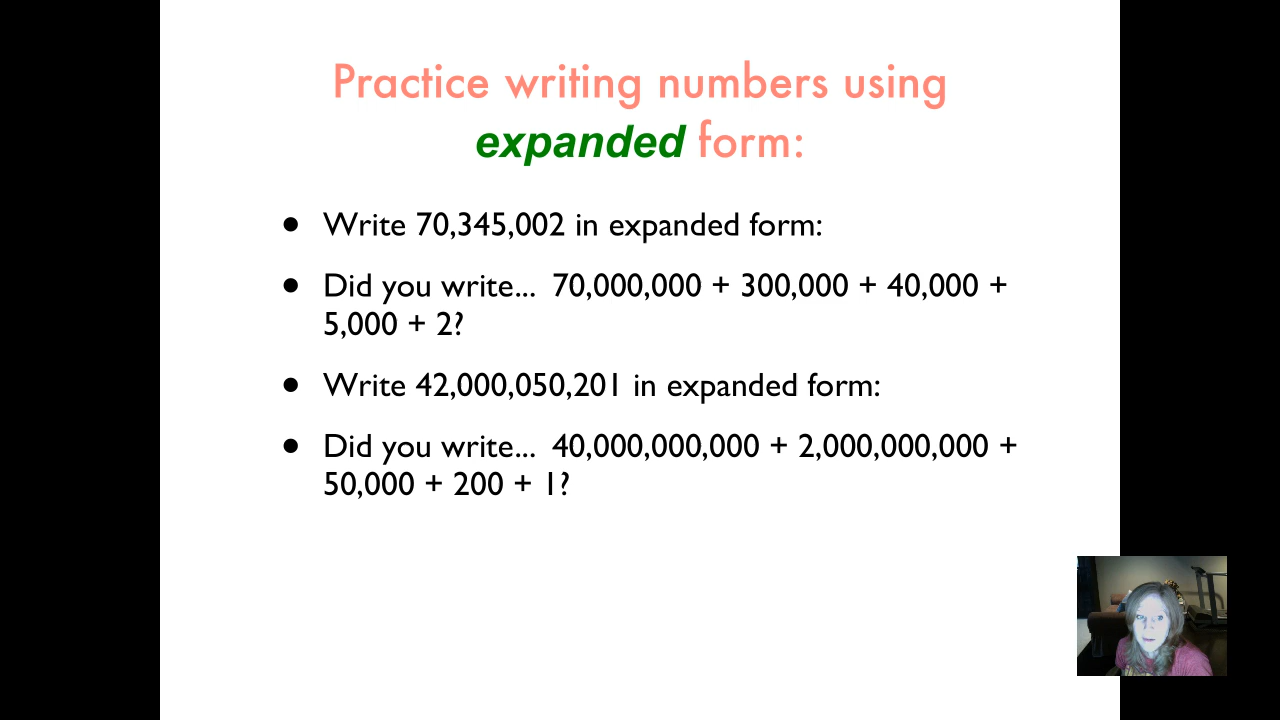 Practice writing numbers using
expanded form:
• Write 70,345,002 in expanded form:
• Did you write... 70,000,000 + 300,000 + 40,000 +
5,000 + 2?
• Write 42,000,050,201 in expanded form:
• Did you write... 40,000,000,000 + 2,000,000,000 +
50,000 + 200 + 1?